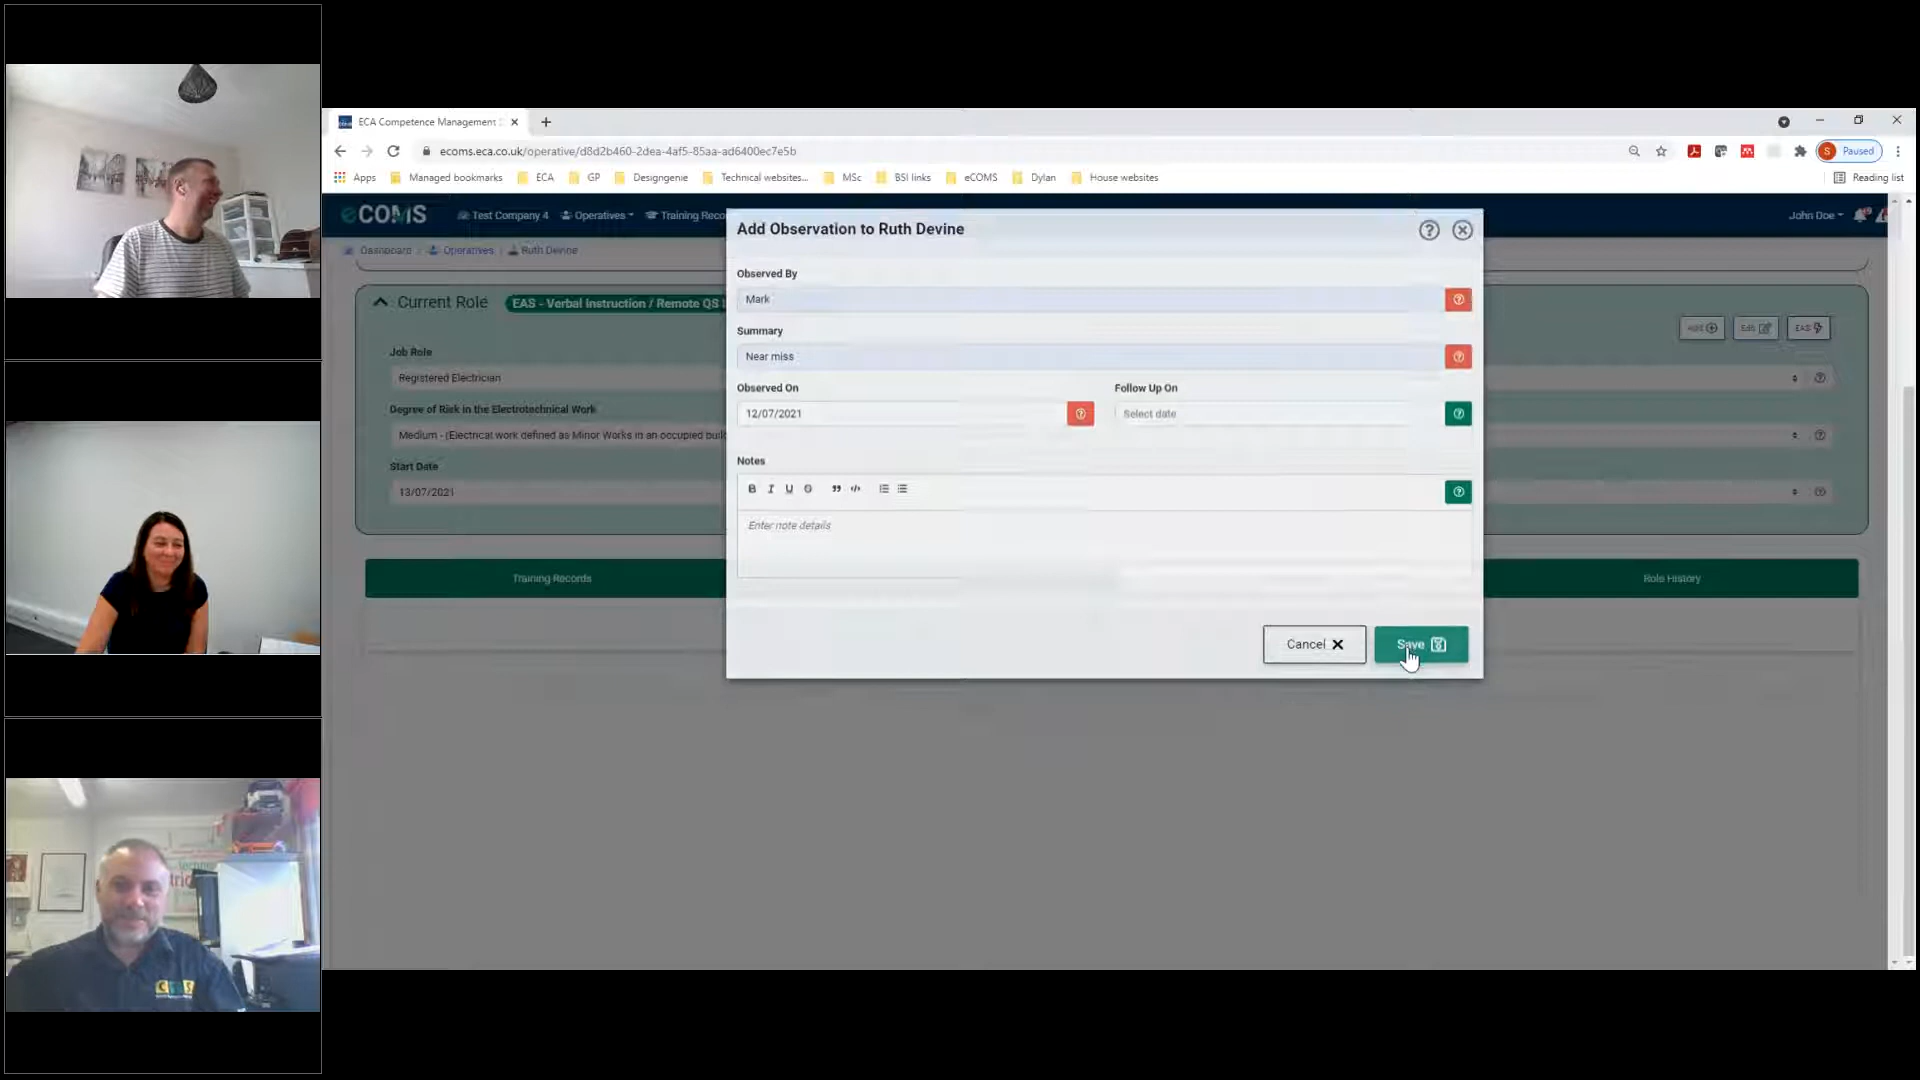 ECA Competence Management
ecoms.eca.co.uk/operative/d8d2b460-2dea-4af5-85aa-ad6400ec7e5b
S Paused
Apps Managed bookmarks ECA GP Designgenie Technical websites... MSc BSI links eCOMS Dylan House websites Reading list
eCOMS Test Company 4 Operatives Training Reco John Doe
Dashboard Operatives Ruth Devine
Current Role EAS - Verbal Instruction / Remote QS
Add Edit EAS
Job Role
Registered Electrician
Degree of Risk in the Electrotechnical Work
Medium - (Electrical work defined as Minor Works in an occupied buil
Start Date
13/07/2021
Training Records Role History
Add Observation to Ruth Devine
Observed By
Mark
Summary
Near miss
Observed On Follow Up On
12/07/2021 Select date
Notes
B I U S
Enter note details
Cancel Save